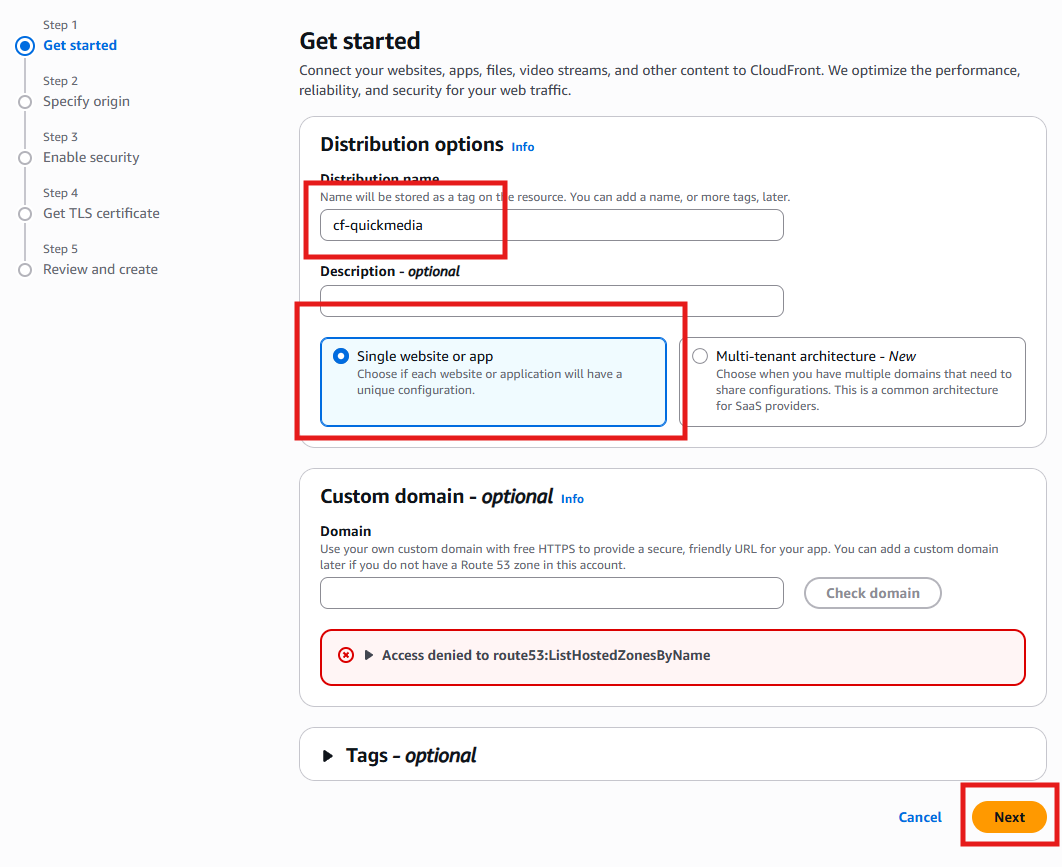 Step 1
Get started
Step 2
Specify origin
Step 3
Enable security
Step 4
Get TLS certificate
Step 5
Review and create
Get started
Connect your websites, apps, files, video streams, and other content to CloudFront. We optimize the performance,
reliability, and security for your web traffic.
Distribution options Info
Distribution name
Name will be stored as a tag on the resource. You can add a name, or more tags, later.
cf-quickmedia
Description - optional
Single website or app
Choose if each website or application will have a
unique configuration.
Multi-tenant architecture - New
Choose when you have multiple domains that need to
share configurations. This is a common architecture
for SaaS providers.
Custom domain - optional Info
Domain
Use your own custom domain with free HTTPS to provide a secure, friendly URL for your app. You can add a custom domain
later if you do not have a Route 53 zone in this account.
Check domain
Access denied to route53:ListHostedZonesByName
Tags - optional
Cancel
Next